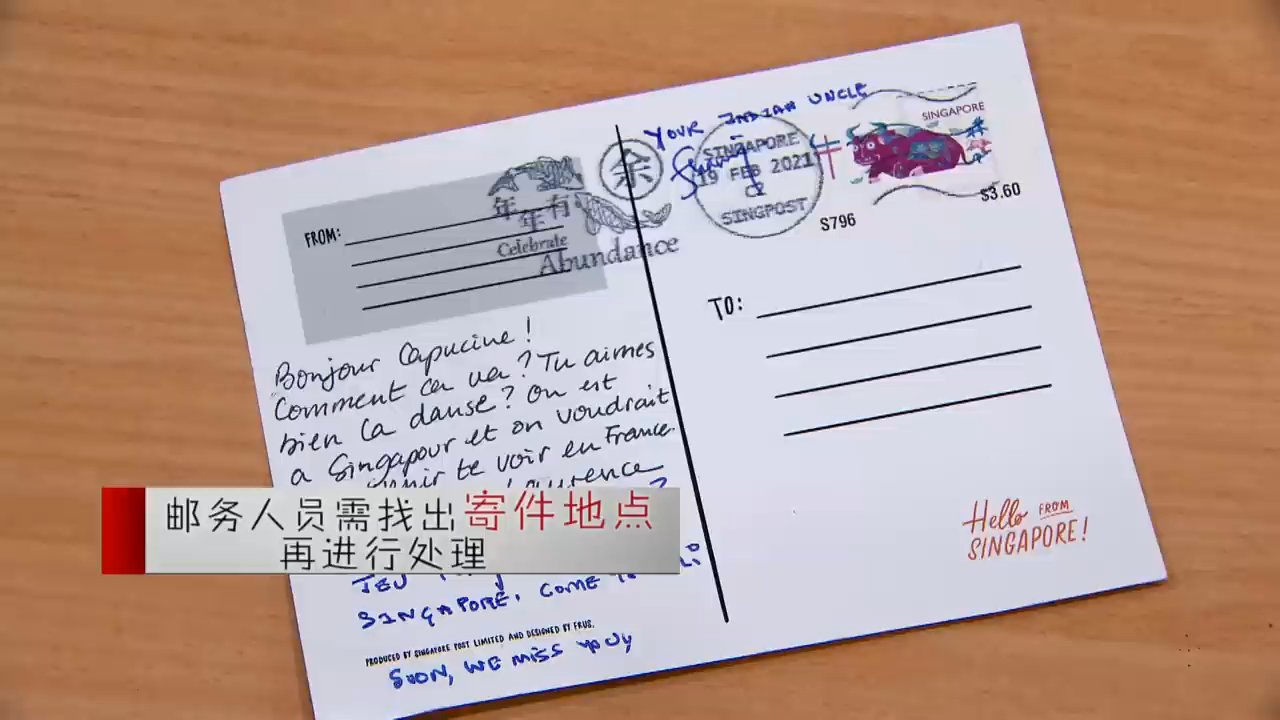 YOUR INDIAN UNCLE
SINGAPORE
19 FEB 2021
C2
SINGPOST
SINGAPORE
$3.60
S796
余
年年有
Celebrate
Abundance
FROM:
TO:
Bonjour Capucine!
Comment ca va? Tu aimes
bien la danse? On est
a Singapour et on voudrait
te voir en France
邮务人员需找出寄件地点
再进行处理
SINGAPORE. COME
PRODUCED BY SINGAPORE POST LIMITED AND DESIGNED BY FRUS.
SOON, WE MISS YOU
Hello FROM
SINGAPORE!